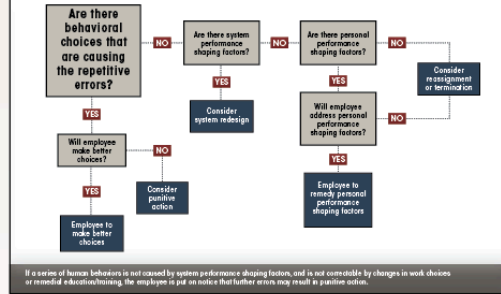 Are there
behavioral
choices that
are causing
the repetitive
errors?
NO
Are there system
performance
shaping factors?
NO
Are there personal
performance
shaping factors?
NO
YES
Consider
system redesign
YES
Consider
reassignment
or termination
YES
Will employee
make better
choices?
NO
Will employee
address personal
performance
shaping factors?
NO
YES
Employee to
make better
choices
Consider
punitive
action
YES
Employee to
remedy personal
performance
shaping factors
If a series of human behaviors is not caused by system performance shaping factors, and is not correctable by changes in work choices
or remedial education/training, the employee is put on notice that further errors may result in punitive action.